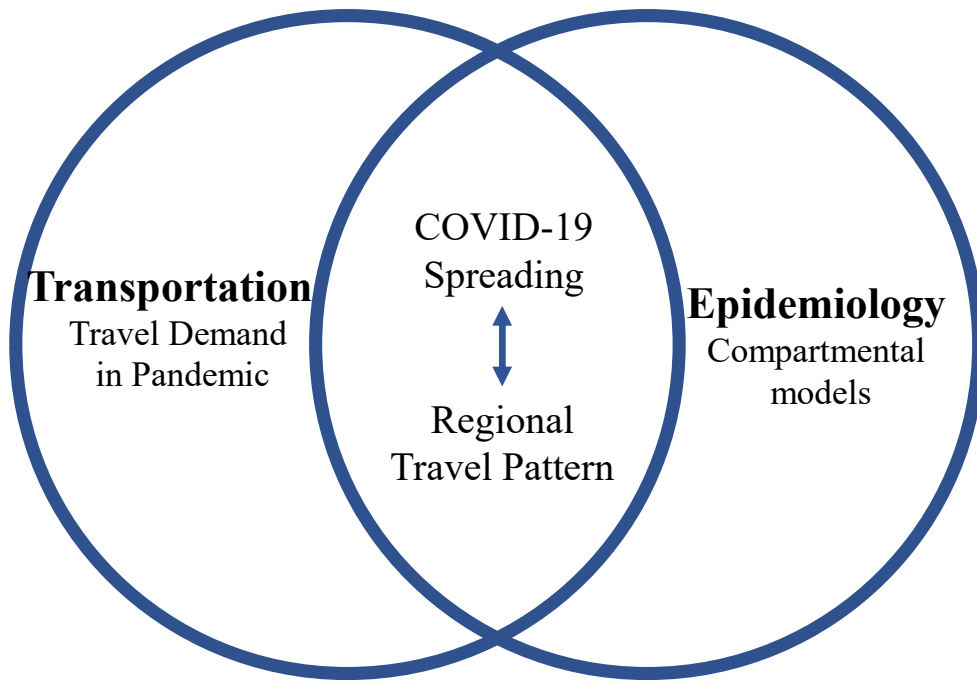 Transportation
Travel Demand
in Pandemic
COVID-19
Spreading
Regional
Travel Pattern
Epidemiology
Compartmental
models